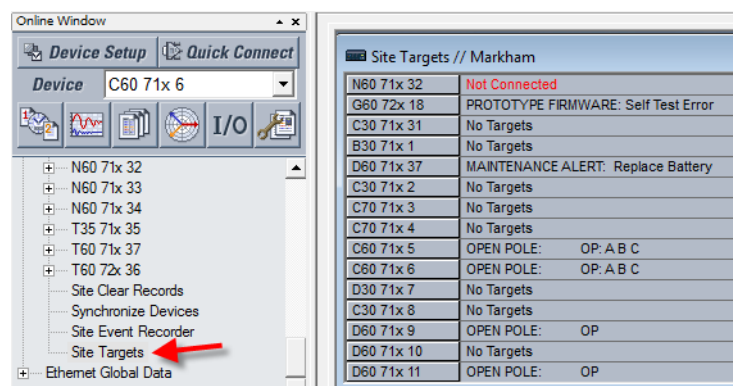 Online Window
Device Setup Quick Connect
Device C60 71x 6
I/O
N60 71x 32
N60 71x 33
N60 71x 34
T35 71x 35
T60 71x 37
T60 72x 36
Site Clear Records
Synchronize Devices
Site Event Recorder
Site Targets
Ethernet Global Data
Site Targets // Markham
N60 71x 32 Not Connected
G60 72x 18 PROTOTYPE FIRMWARE: Self Test Error
C30 71x 31 No Targets
B30 71x 1 No Targets
D60 71x 37 MAINTENANCE ALERT: Replace Battery
C30 71x 2 No Targets
C70 71x 3 No Targets
C70 71x 4 No Targets
C60 71x 5 OPEN POLE: OP: A B C
C60 71x 6 OPEN POLE: OP: A B C
D30 71x 7 No Targets
C30 71x 8 No Targets
D60 71x 9 OPEN POLE: OP
D60 71x 10 No Targets
D60 71x 11 OPEN POLE: OP